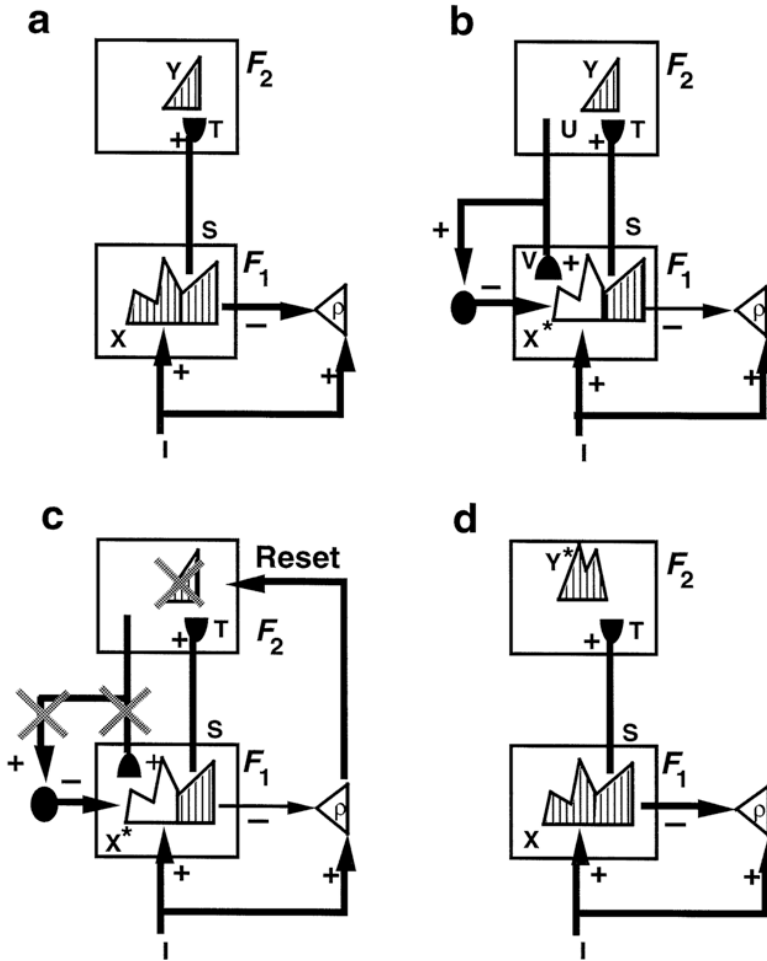 a
Y
F2
T
+
S
F1
X
−
ρ
+
+
I
b
Y
F2
U
+
T
+
S
−
V
+
F1
X*
−
ρ
+
+
I
c
Reset
F2
+
T
S
+
−
+
F1
X*
−
ρ
+
+
I
d
Y*
F2
+
T
S
F1
X
−
ρ
+
+
I